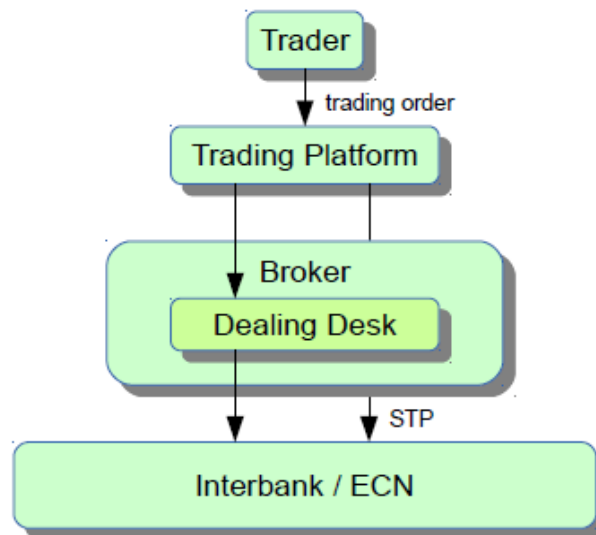 Trader
trading order
Trading Platform
Broker
Dealing Desk
STP
Interbank / ECN